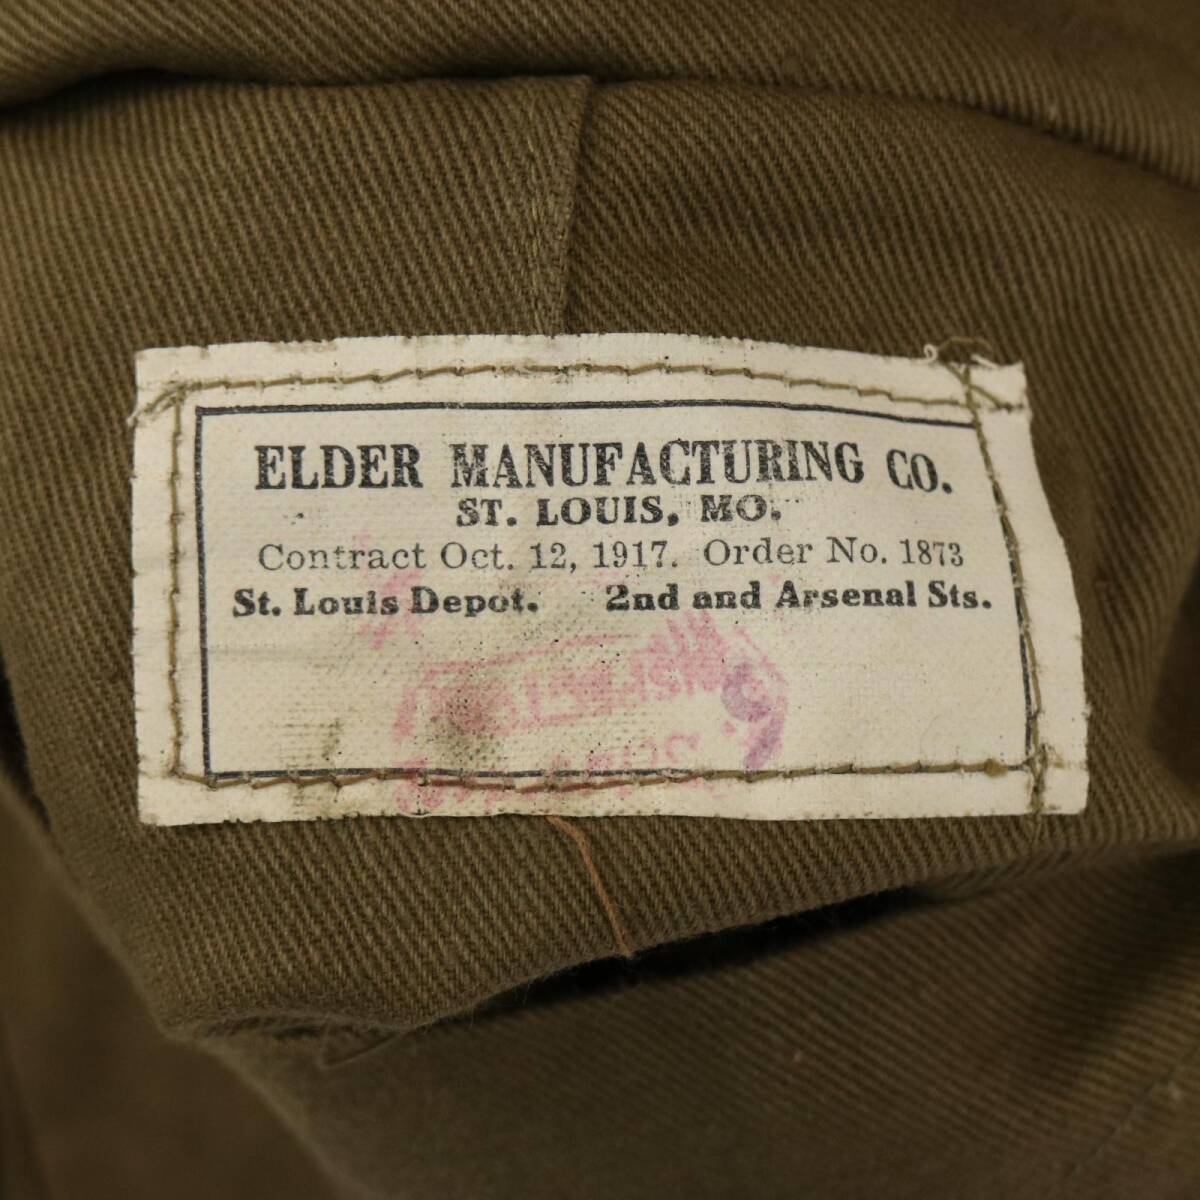 ELDER MANUFACTURING CO.
ST. LOUIS, MO.
Contract Oct. 12, 1917. Order No. 1873
St. Louis Depot. 2nd and Arsenal Sts.